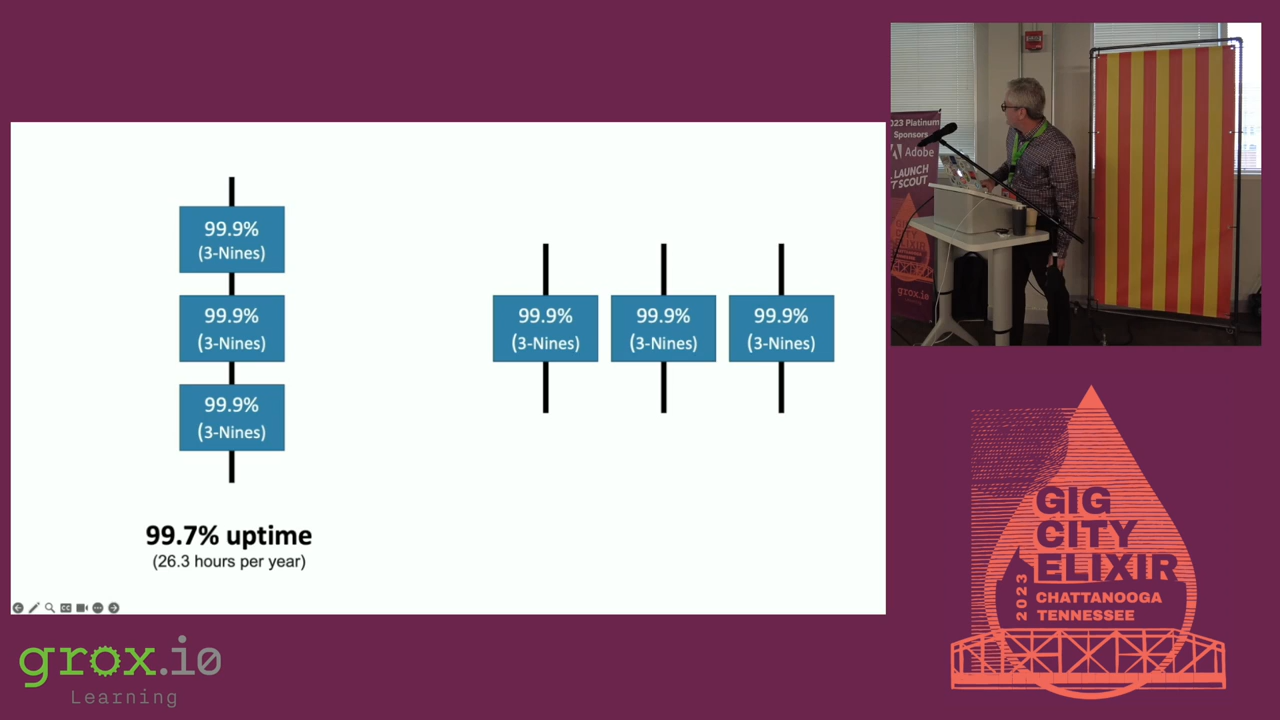 99.9%
(3-Nines)
99.9%
(3-Nines)
99.9%
(3-Nines)
99.7% uptime
(26.3 hours per year)
99.9%
(3-Nines)
99.9%
(3-Nines)
99.9%
(3-Nines)
2023 Platinum
Sponsors
Adobe
LAUNCH
SCOUT
grox.io
GIG
CITY
ELIXIR
2023
CHATTANOOGA
TENNESSEE
grox.io
Learning